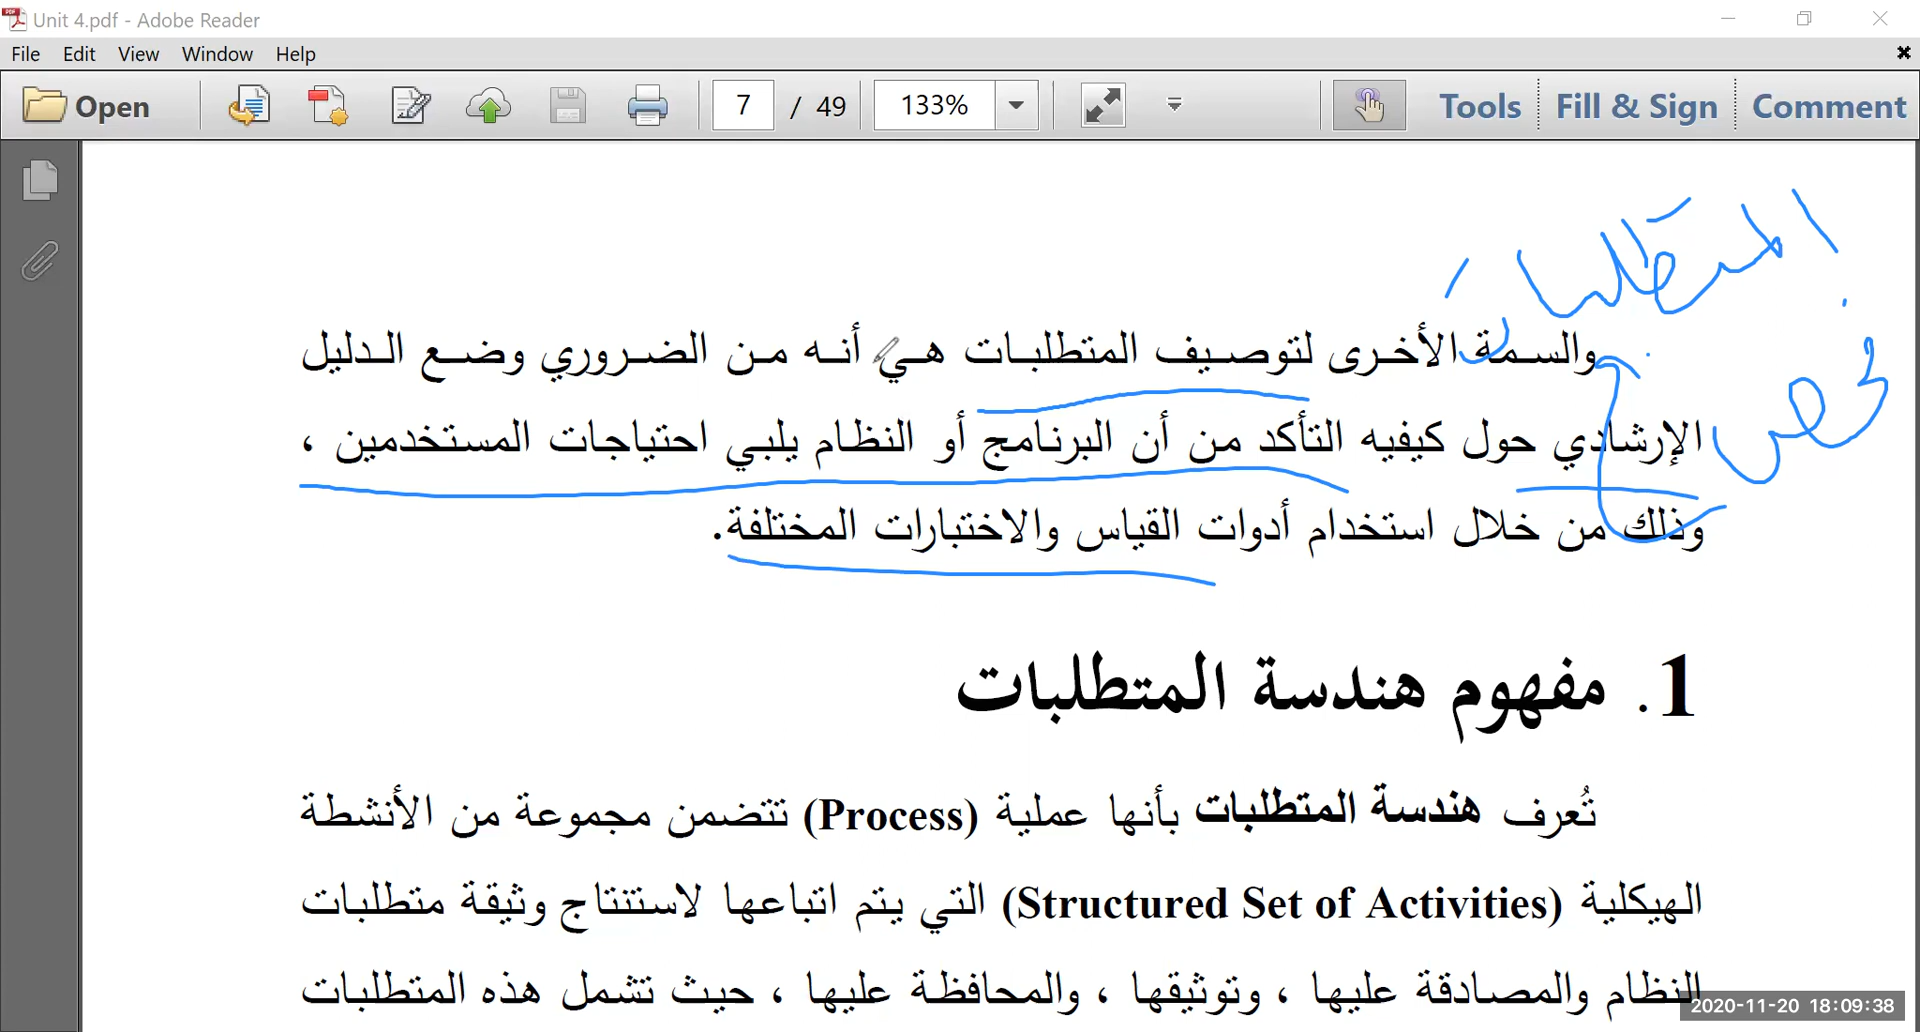 Unit 4.pdf - Adobe Reader
File Edit View Window Help
Open 7 / 49 133% Tools Fill & Sign Comment
المتطلبات
والسمة الأخرى لتوصيف المتطلبات هي أنه من الضروري وضع الدليل
الإرشادي حول كيفيه التأكد من أن البرنامج أو النظام يلبي احتياجات المستخدمين ،
وذلك من خلال استخدام أدوات القياس والاختبارات المختلفة.
1. مفهوم هندسة المتطلبات
تُعرف هندسة المتطلبات بأنها عملية (Process) تتضمن مجموعة من الأنشطة
الهيكلية (Structured Set of Activities) التي يتم اتباعها لاستنتاج وثيقة متطلبات
النظام والمصادقة عليها ، وتوثيقها ، والمحافظة عليها ، حيث تشمل هذه المتطلبات
2020-11-20 18:09:38